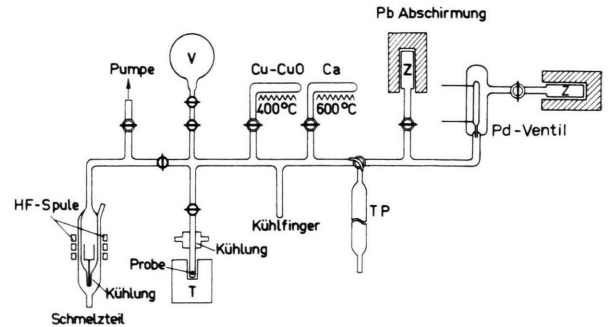 Pb Abschirmung
Pumpe
V
Cu-CuO
Ca
400°C
600°C
Z
Z
Pd-Ventil
HF-Spule
Kühlfinger
TP
Kühlung
Probe
T
Kühlung
Schmelzteil